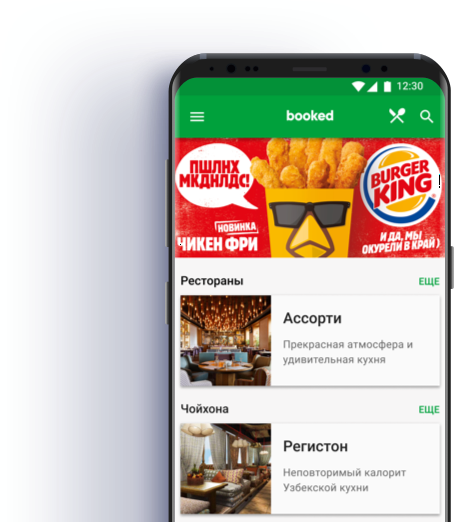 12:30
booked
ПШЛНХ
МКДНЛДС!
BURGER
KING
НОВИНКА
ЧИКЕН ФРИ
И ДА, МЫ
ОКУРЕЛИ В КРАЙ )
Рестораны
ЕЩЕ
Ассорти
Прекрасная атмосфера и
удивительная кухня
Чойхона
ЕЩЕ
Регистон
Неповторимый калорит
Узбекской кухни